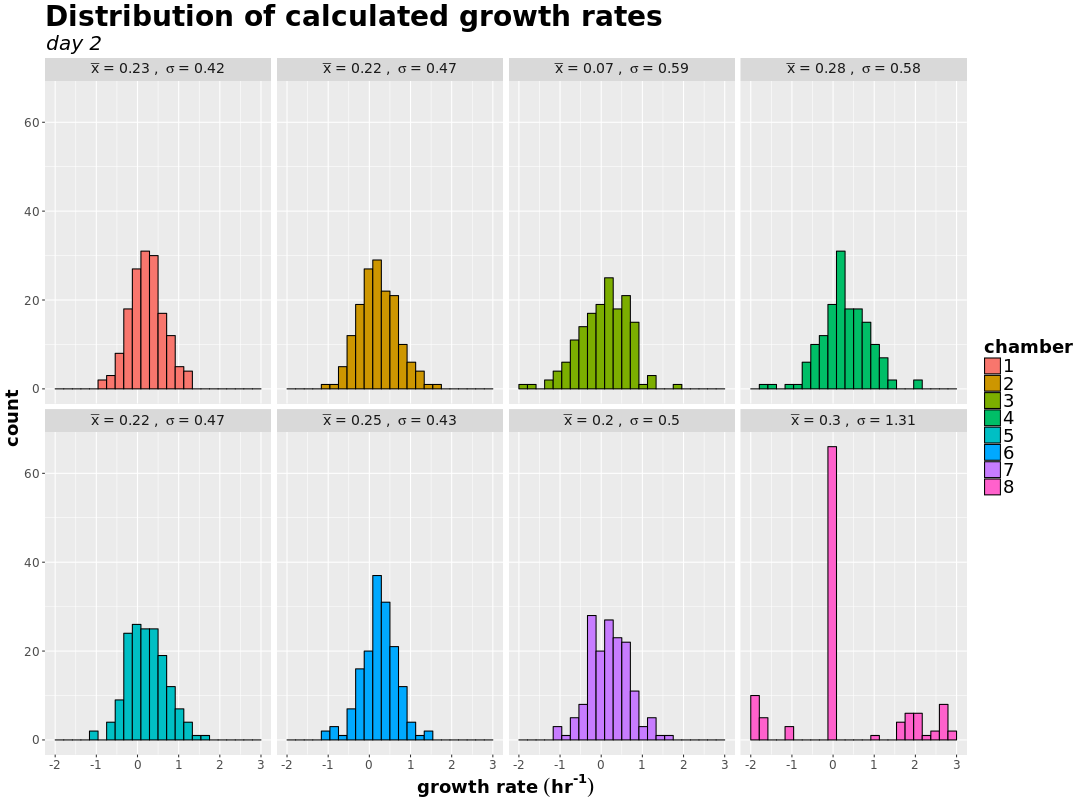 Distribution of calculated growth rates
day 2
x̅ = 0.23 , σ = 0.42
x̅ = 0.22 , σ = 0.47
x̅ = 0.07 , σ = 0.59
x̅ = 0.28 , σ = 0.58
60
40
20
0
x̅ = 0.22 , σ = 0.47
x̅ = 0.25 , σ = 0.43
x̅ = 0.2 , σ = 0.5
x̅ = 0.3 , σ = 1.31
60
40
20
0
-2 -1 0 1 2 3
-2 -1 0 1 2 3
-2 -1 0 1 2 3
-2 -1 0 1 2 3
count
growth rate (hr⁻¹)
chamber
1
2
3
4
5
6
7
8